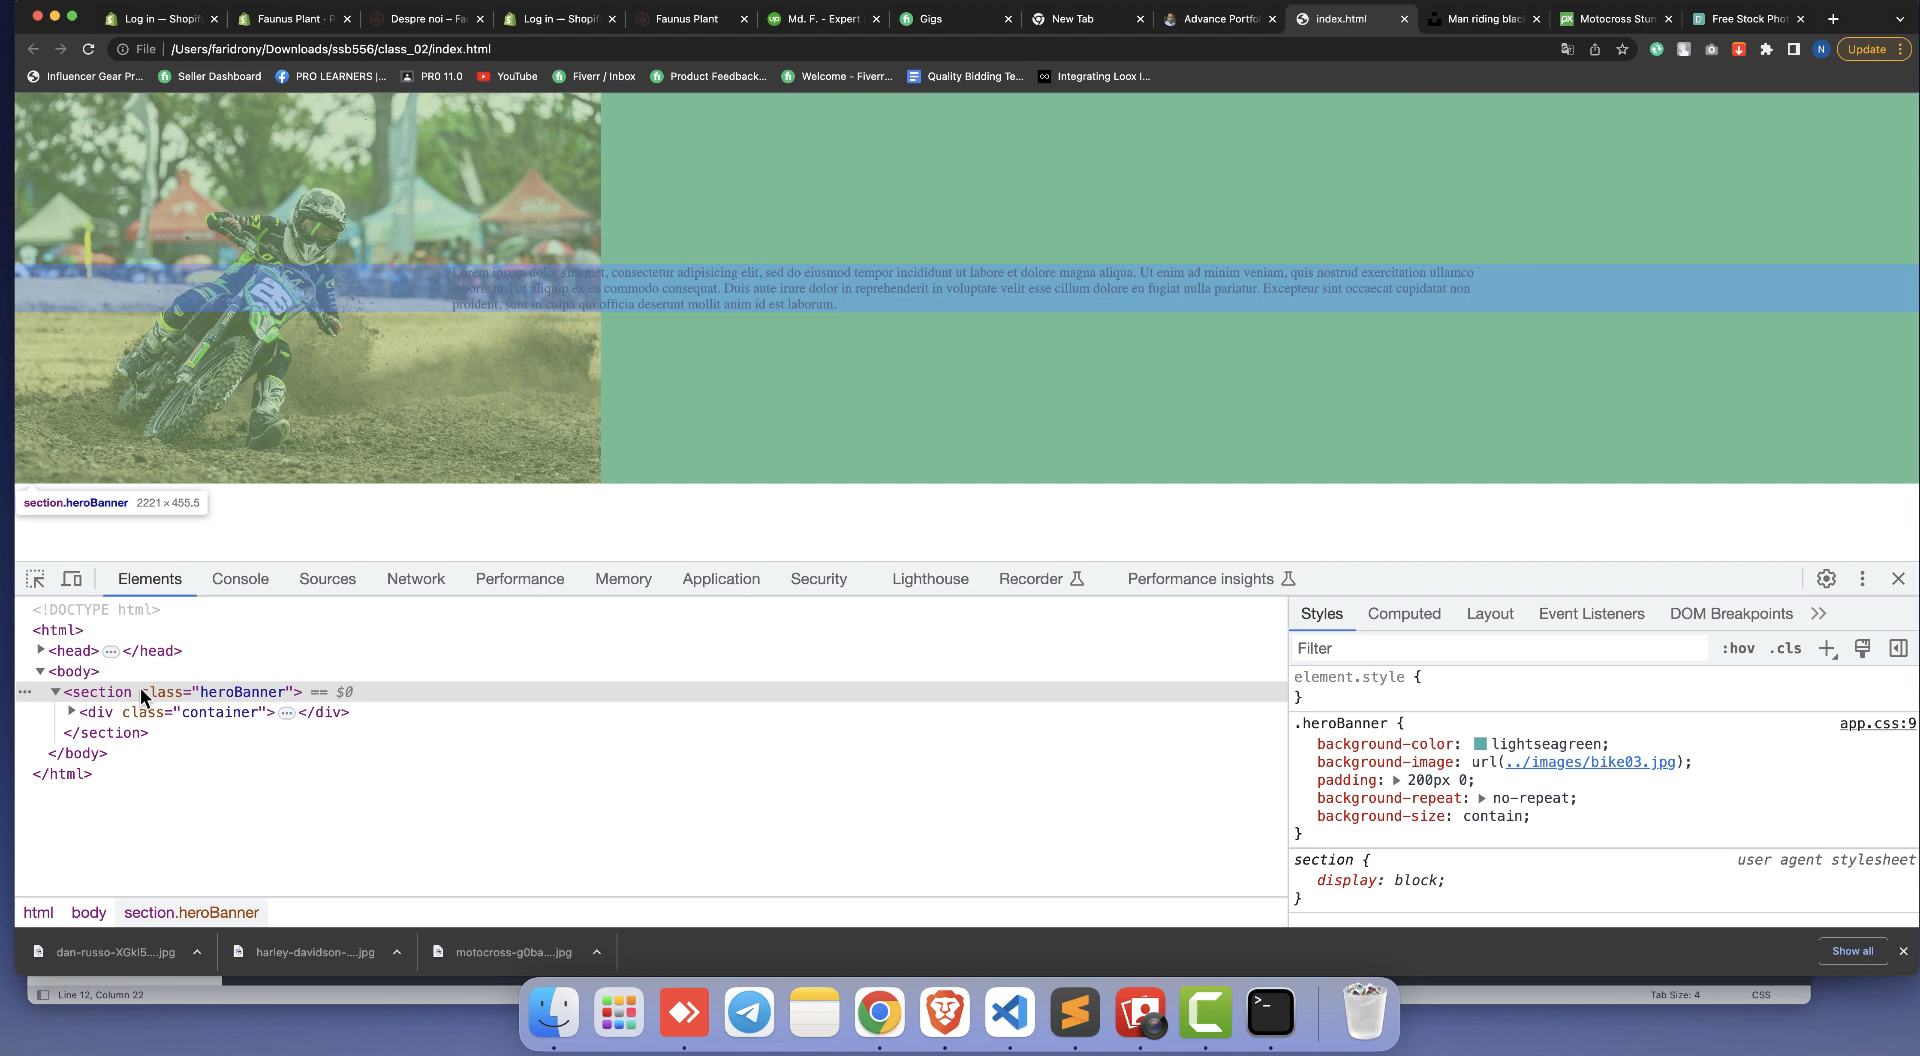 Log in — Shopif
Faunus Plant · P
Despre noi – Fa
Log in — Shopif
Faunus Plant
Md. F. - Expert
Gigs
New Tab
Advance Portfo
index.html
Man riding blac
Motocross Stun
Free Stock Phot
File
/Users/faridrony/Downloads/ssb556/class_02/index.html
N
Update
Influencer Gear Pr...
Seller Dashboard
PRO LEARNERS |...
PRO 11.0
YouTube
Fiverr / Inbox
Product Feedback...
Welcome - Fiverr...
Quality Bidding Te...
Integrating Loox I...
Lorem ipsum dolor sit amet, consectetur adipisicing elit, sed do eiusmod tempor incididunt ut labore et dolore magna aliqua. Ut enim ad minim veniam, quis nostrud exercitation ullamco
laboris nisi ut aliquip ex ea commodo consequat. Duis aute irure dolor in reprehenderit in voluptate velit esse cillum dolore eu fugiat nulla pariatur. Excepteur sint occaecat cupidatat non
proident, sunt in culpa qui officia deserunt mollit anim id est laborum.
section.heroBanner 2221 × 455.5
Elements
Console
Sources
Network
Performance
Memory
Application
Security
Lighthouse
Recorder
Performance insights
<!DOCTYPE html>
<html>
<head> ⋯ </head>
<body>
<section class="heroBanner"> == $0
<div class="container"> ⋯ </div>
</section>
</body>
</html>
html body section.heroBanner
Styles
Computed
Layout
Event Listeners
DOM Breakpoints
Filter
:hov .cls
element.style {
}
.heroBanner { app.css:9
background-color: lightseagreen;
background-image: url(../images/bike03.jpg);
padding: 200px 0;
background-repeat: no-repeat;
background-size: contain;
}
section { user agent stylesheet
display: block;
}
dan-russo-XGkl5....jpg
harley-davidson-....jpg
motocross-g0ba....jpg
Show all
Line 12, Column 22
Tab Size: 4
CSS